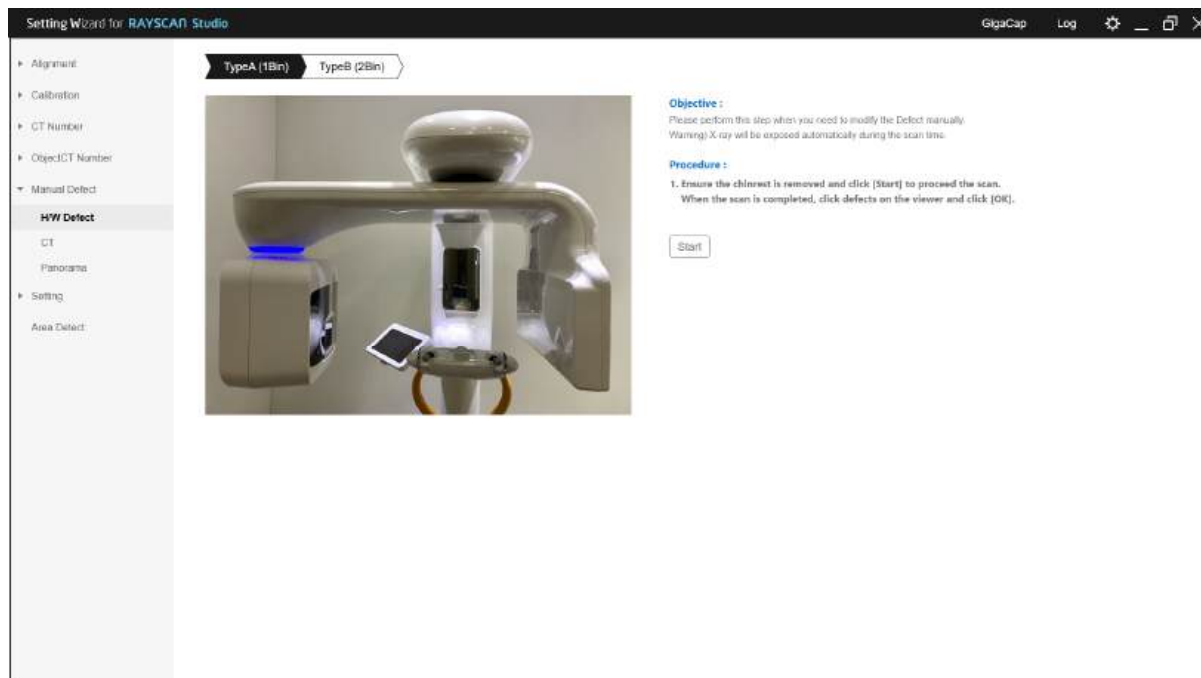 Setting Wizard for RAYSCAN Studio
GigaCap
Log
Alignment
Calibration
CT Number
ObjectCT Number
Manual Defect
H/W Defect
CT
Panorama
Setting
Area Defect
TypeA (1Bin)
TypeB (2Bin)
Objective :
Please perform this step when you need to modify the Defect manually.
Warning) X-ray will be exposed automatically during the scan time.
Procedure :
1. Ensure the chinrest is removed and click [Start] to proceed the scan.
When the scan is completed, click defects on the viewer and click [OK].
Start